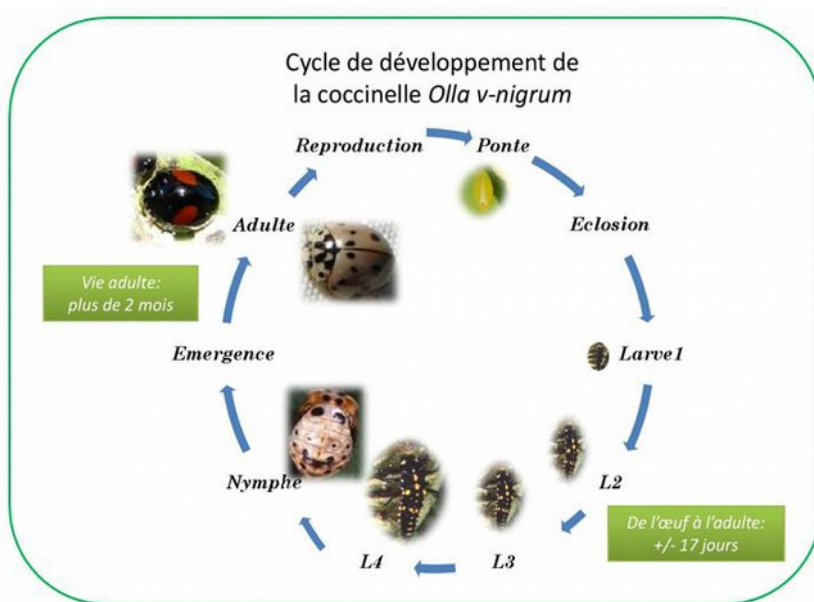 Cycle de développement de
la coccinelle Olla v-nigrum
Reproduction
Ponte
Eclosion
Larve1
L2
De l'œuf à l'adulte:
+/- 17 jours
L3
L4
Nymphe
Emergence
Vie adulte:
plus de 2 mois
Adulte